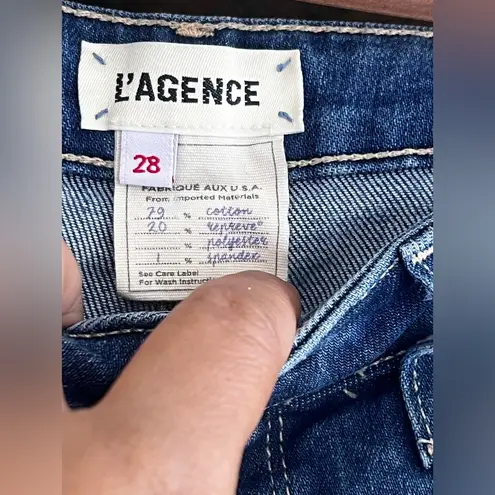 L'AGENCE
28
FABRIQUÉ AUX U.S.A.
From Imported Materials
79 % cotton
20 % repreve®
% polyester
1 % spandex
See Care Label
For Wash Instruct